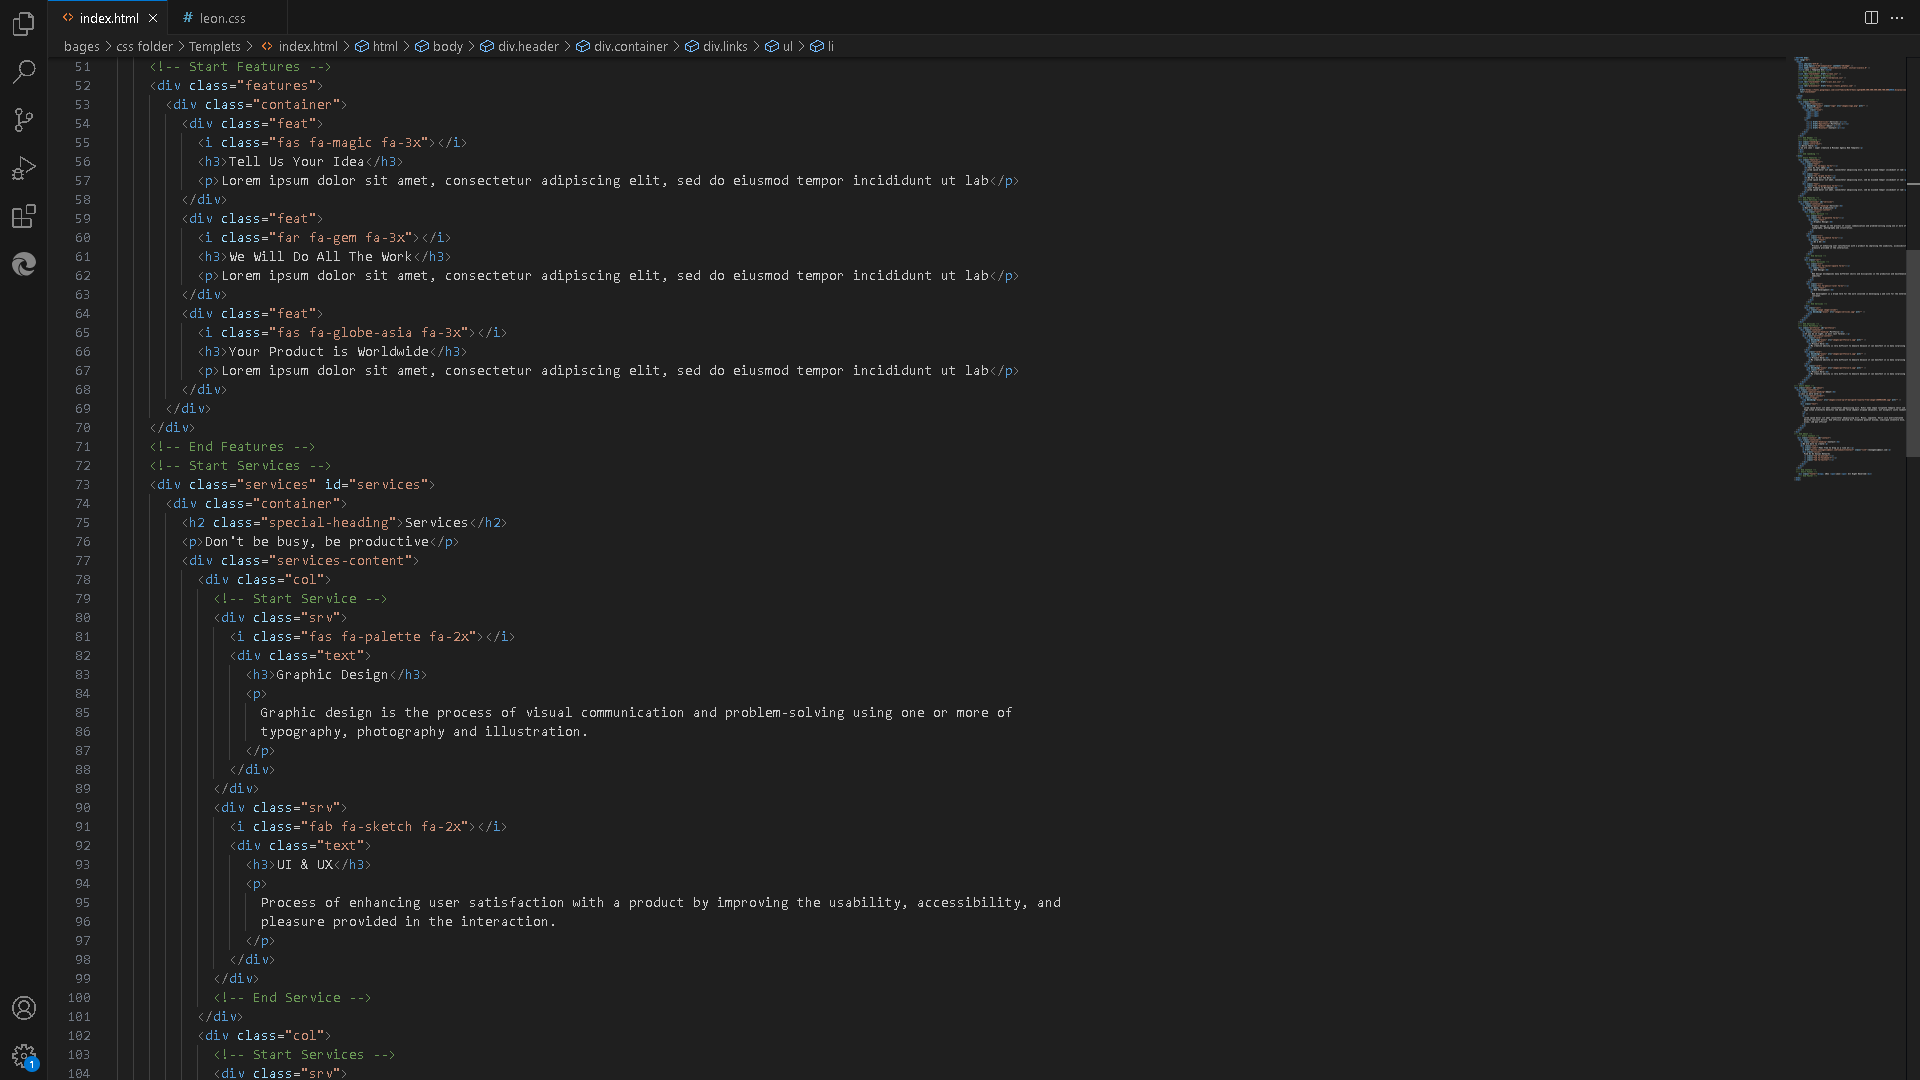 index.html
# leon.css
bages > css folder > Templets > index.html > html > body > div.header > div.container > div.links > ul > li
51 <!-- Start Features -->
52 <div class="features">
53 <div class="container">
54 <div class="feat">
55 <i class="fas fa-magic fa-3x"></i>
56 <h3>Tell Us Your Idea</h3>
57 <p>Lorem ipsum dolor sit amet, consectetur adipiscing elit, sed do eiusmod tempor incididunt ut lab</p>
58 </div>
59 <div class="feat">
60 <i class="far fa-gem fa-3x"></i>
61 <h3>We Will Do All The Work</h3>
62 <p>Lorem ipsum dolor sit amet, consectetur adipiscing elit, sed do eiusmod tempor incididunt ut lab</p>
63 </div>
64 <div class="feat">
65 <i class="fas fa-globe-asia fa-3x"></i>
66 <h3>Your Product is Worldwide</h3>
67 <p>Lorem ipsum dolor sit amet, consectetur adipiscing elit, sed do eiusmod tempor incididunt ut lab</p>
68 </div>
69 </div>
70 </div>
71 <!-- End Features -->
72 <!-- Start Services -->
73 <div class="services" id="services">
74 <div class="container">
75 <h2 class="special-heading">Services</h2>
76 <p>Don't be busy, be productive</p>
77 <div class="services-content">
78 <div class="col">
79 <!-- Start Service -->
80 <div class="srv">
81 <i class="fas fa-palette fa-2x"></i>
82 <div class="text">
83 <h3>Graphic Design</h3>
84 <p>
85 Graphic design is the process of visual communication and problem-solving using one or more of
86 typography, photography and illustration.
87 </p>
88 </div>
89 </div>
90 <div class="srv">
91 <i class="fab fa-sketch fa-2x"></i>
92 <div class="text">
93 <h3>UI & UX</h3>
94 <p>
95 Process of enhancing user satisfaction with a product by improving the usability, accessibility, and
96 pleasure provided in the interaction.
97 </p>
98 </div>
99 </div>
100 <!-- End Service -->
101 </div>
102 <div class="col">
103 <!-- Start Services -->
104 <div class="srv">
1